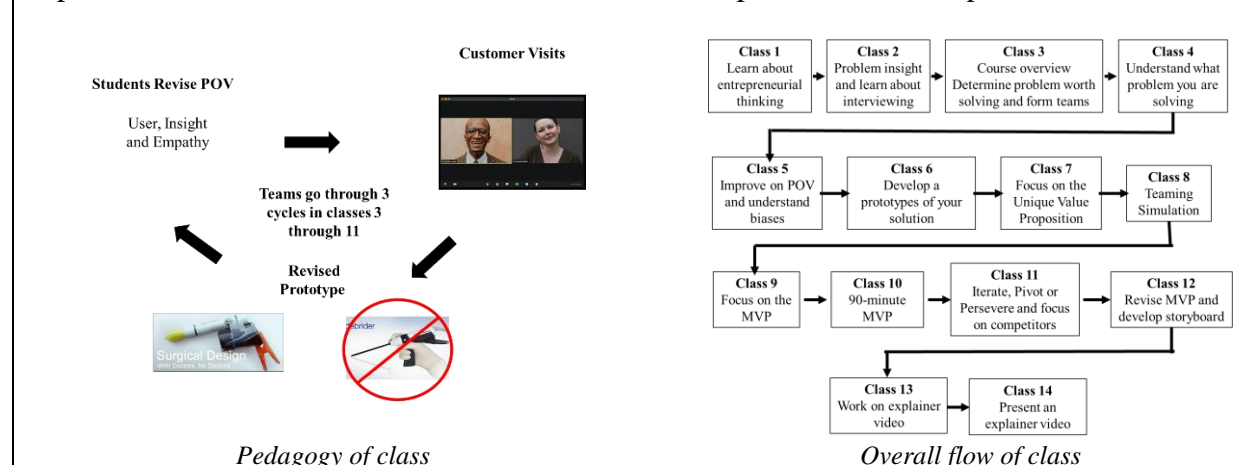 Customer Visits
Students Revise POV
User, Insight
and Empathy
Teams go through 3
cycles in classes 3
through 11
Revised
Prototype
Surgical Design
With Doctors for Doctors
ebrider
Pedagogy of class
Class 1
Learn about
entrepreneurial
thinking
Class 2
Problem insight
and learn about
interviewing
Class 3
Course overview
Determine problem worth
solving and form teams
Class 4
Understand what
problem you are
solving
Class 5
Improve on POV
and understand
biases
Class 6
Develop a
prototypes of your
solution
Class 7
Focus on the
Unique Value
Proposition
Class 8
Teaming
Simulation
Class 9
Focus on the
MVP
Class 10
90-minute
MVP
Class 11
Iterate, Pivot or
Persevere and focus
on competitors
Class 12
Revise MVP and
develop storyboard
Class 13
Work on explainer
video
Class 14
Present an
explainer video
Overall flow of class